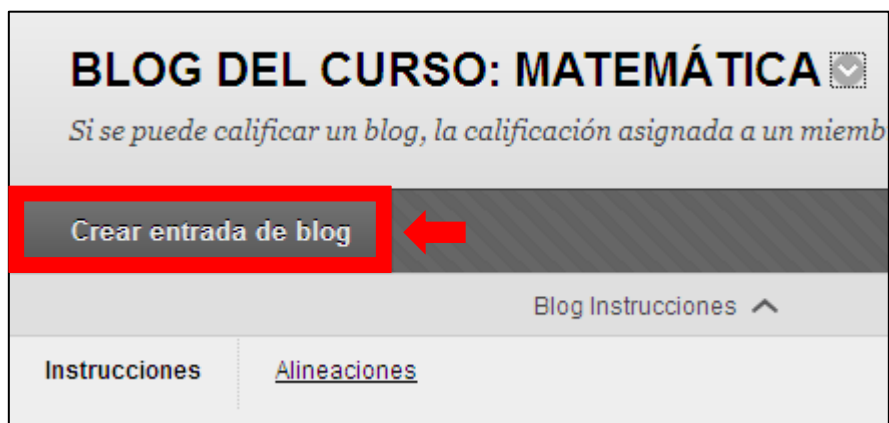 BLOG DEL CURSO: MATEMÁTICA
Si se puede calificar un blog, la calificación asignada a un miemb
Crear entrada de blog
Blog Instrucciones
Instrucciones Alineaciones